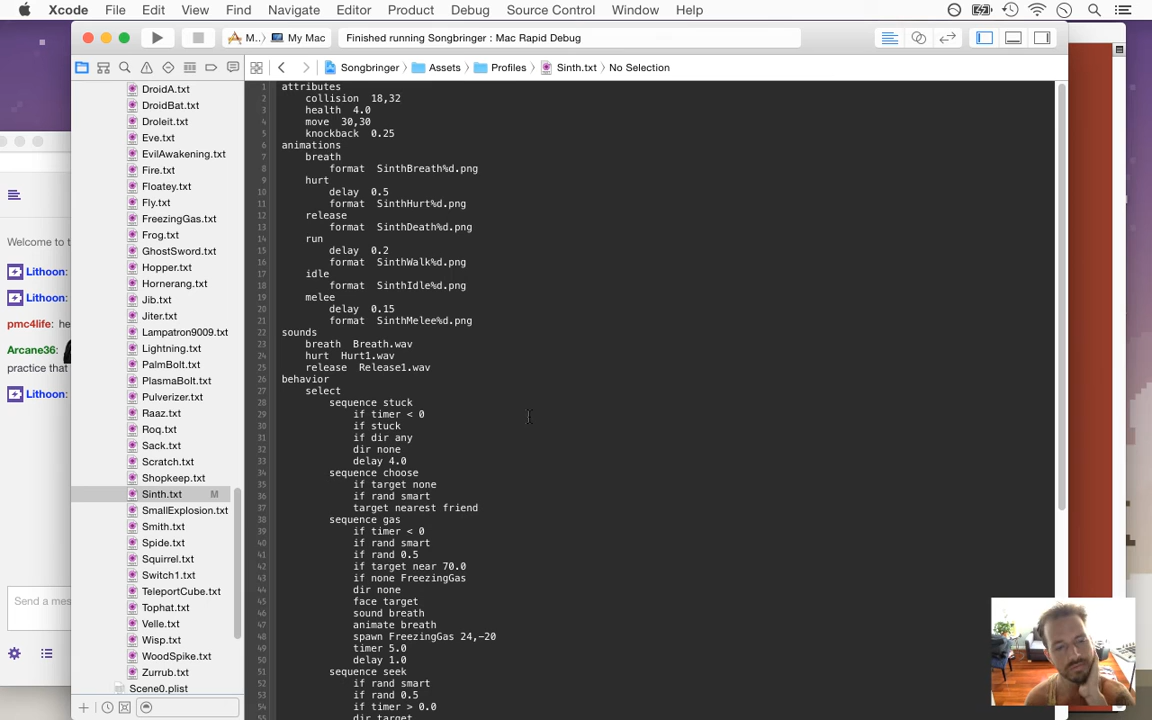 Xcode File Edit View Find Navigate Editor Product Debug Source Control Window Help
M.. My Mac Finished running Songbringer : Mac Rapid Debug
Songbringer Assets Profiles Sinth.txt No Selection
DroidA.txt
DroidBat.txt
Droleit.txt
Eve.txt
EvilAwakening.txt
Fire.txt
Floatey.txt
Fly.txt
FreezingGas.txt
Frog.txt
GhostSword.txt
Hopper.txt
Hornerang.txt
Jib.txt
Jiter.txt
Lampatron9009.txt
Lightning.txt
PalmBolt.txt
PlasmaBolt.txt
Pulverizer.txt
Raaz.txt
Roq.txt
Sack.txt
Scratch.txt
Shopkeep.txt
Sinth.txt M
SmallExplosion.txt
Smith.txt
Spide.txt
Squirrel.txt
Switch1.txt
TeleportCube.txt
Tophat.txt
Velle.txt
Wisp.txt
WoodSpike.txt
Zurrub.txt
Scene0.plist
Welcome to t
Lithoon:
Lithoon:
pmc4life: he
Arcane36:
practice that
Lithoon:
Send a mes
1 attributes
2 collision 18,32
3 health 4.0
4 move 30,30
5 knockback 0.25
6 animations
7 breath
8 format SinthBreath%d.png
9 hurt
10 delay 0.5
11 format SinthHurt%d.png
12 release
13 format SinthDeath%d.png
14 run
15 delay 0.2
16 format SinthWalk%d.png
17 idle
18 format SinthIdle%d.png
19 melee
20 delay 0.15
21 format SinthMelee%d.png
22 sounds
23 breath Breath.wav
24 hurt Hurt1.wav
25 release Release1.wav
26 behavior
27 select
28 sequence stuck
29 if timer < 0
30 if stuck
31 if dir any
32 dir none
33 delay 4.0
34 sequence choose
35 if target none
36 if rand smart
37 target nearest friend
38 sequence gas
39 if timer < 0
40 if rand smart
41 if rand 0.5
42 if target near 70.0
43 if none FreezingGas
44 dir none
45 face target
46 sound breath
47 animate breath
48 spawn FreezingGas 24,-20
49 timer 5.0
50 delay 1.0
51 sequence seek
52 if rand smart
53 if rand 0.5
54 if timer > 0.0
55 dir target